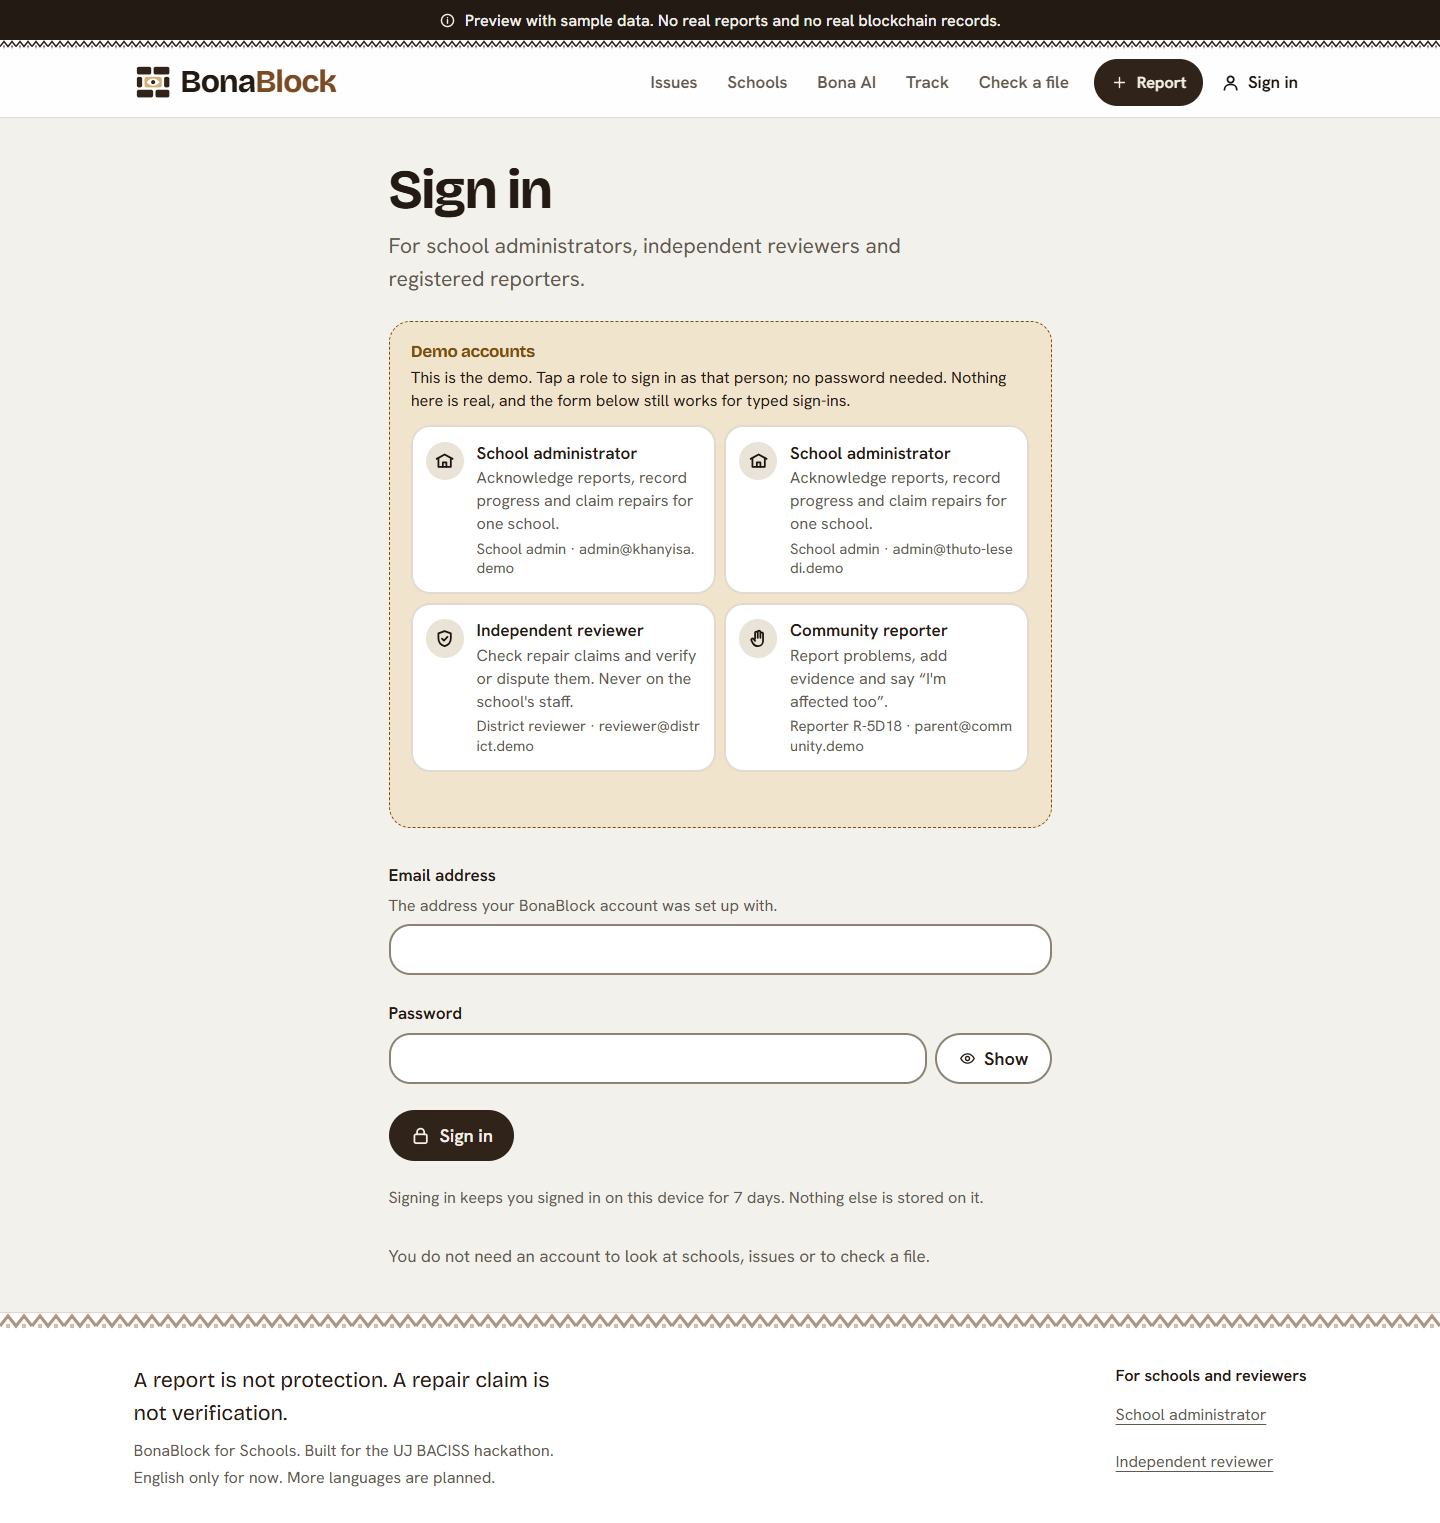 Preview with sample data. No real reports and no real blockchain records.
BonaBlock
Issues
Schools
Bona AI
Track
Check a file
Report
Sign in
Sign in
For school administrators, independent reviewers and
registered reporters.
Demo accounts
This is the demo. Tap a role to sign in as that person; no password needed. Nothing
here is real, and the form below still works for typed sign-ins.
School administrator
Acknowledge reports, record
progress and claim repairs for
one school.
School admin · admin@khanyisa.
demo
School administrator
Acknowledge reports, record
progress and claim repairs for
one school.
School admin · admin@thuto-lese
di.demo
Independent reviewer
Check repair claims and verify
or dispute them. Never on the
school's staff.
District reviewer · reviewer@distr
ict.demo
Community reporter
Report problems, add
evidence and say “I'm
affected too”.
Reporter R-5D18 · parent@comm
unity.demo
Email address
The address your BonaBlock account was set up with.
Password
Show
Sign in
Signing in keeps you signed in on this device for 7 days. Nothing else is stored on it.
You do not need an account to look at schools, issues or to check a file.
A report is not protection. A repair claim is
not verification.
BonaBlock for Schools. Built for the UJ BACISS hackathon.
English only for now. More languages are planned.
For schools and reviewers
School administrator
Independent reviewer